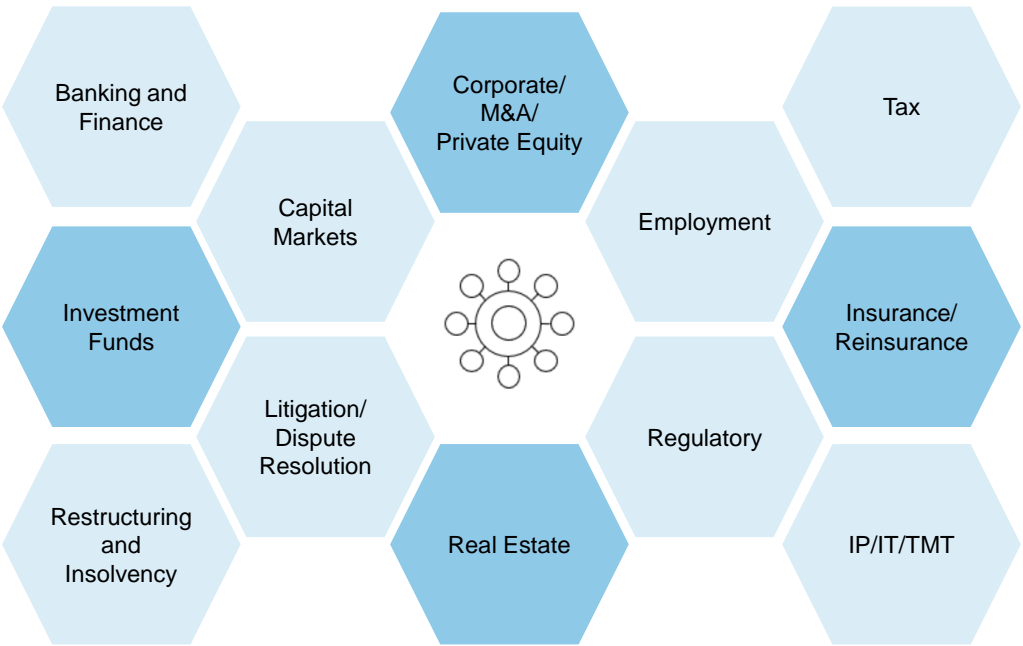 Banking and
Finance
Corporate/
M&A/
Private Equity
Tax
Capital
Markets
Employment
Investment
Funds
Insurance/
Reinsurance
Litigation/
Dispute
Resolution
Regulatory
Restructuring
and
Insolvency
Real Estate
IP/IT/TMT